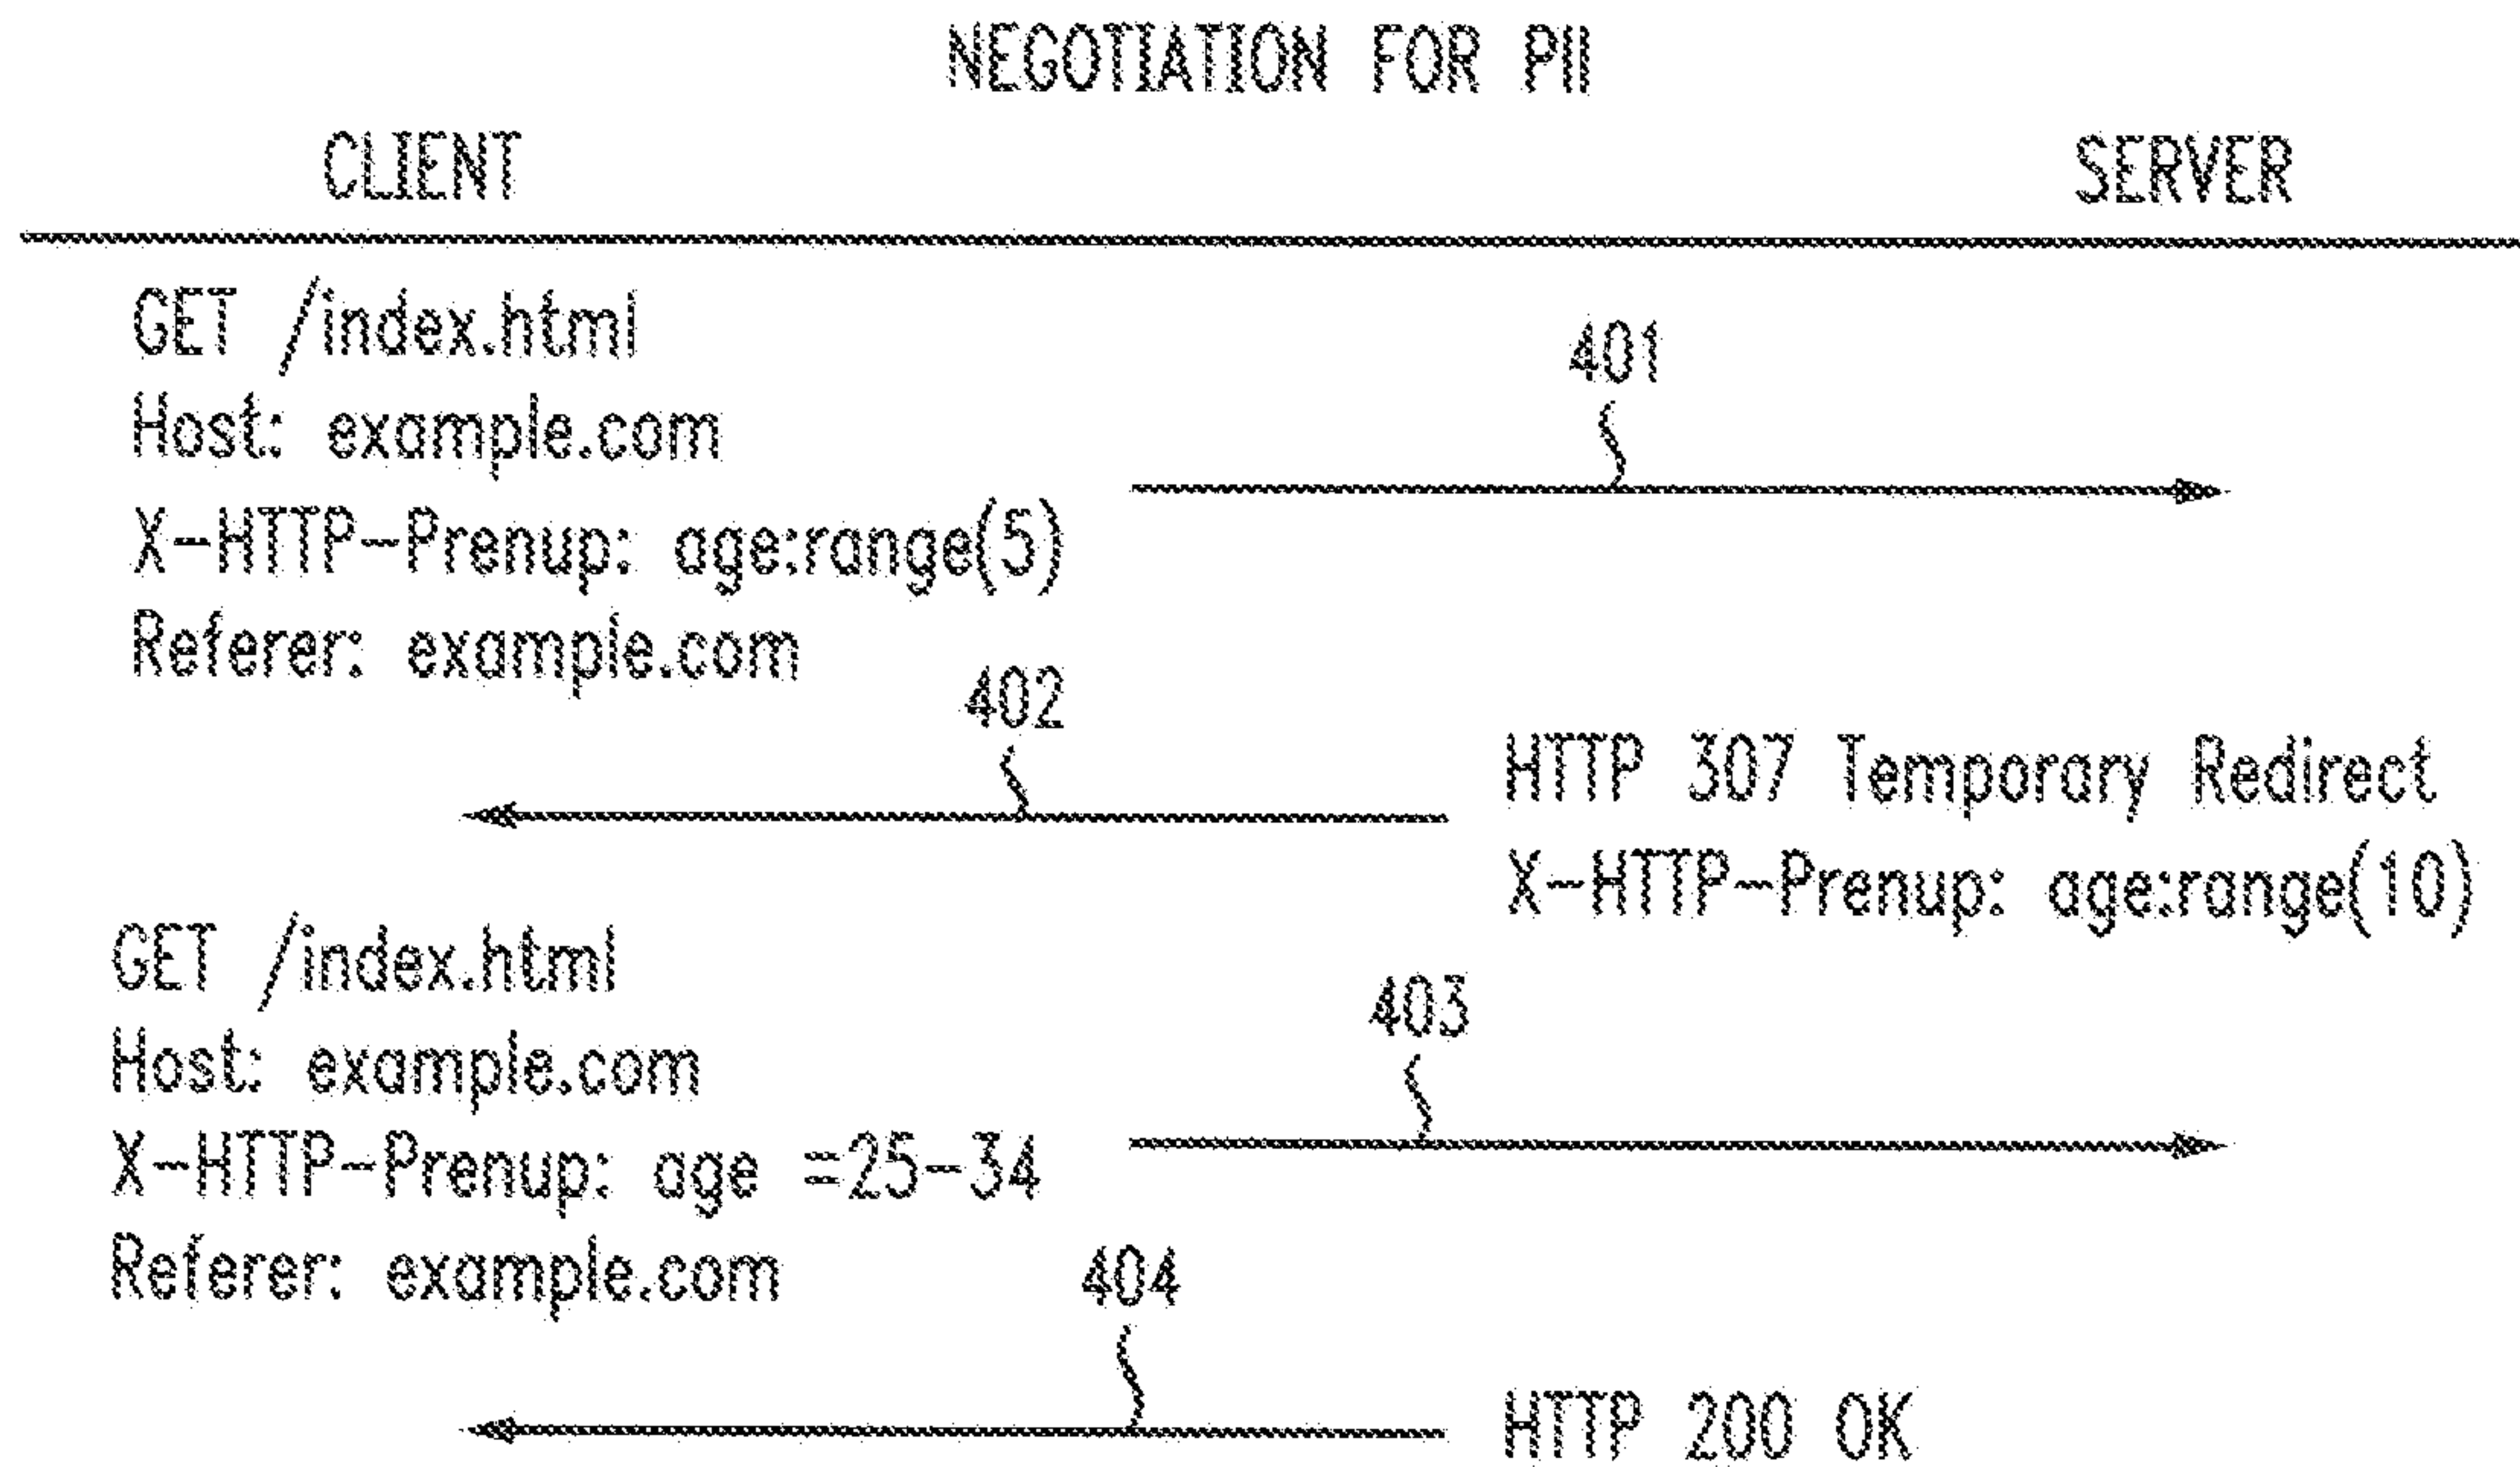 NEGOTIATION FOR PII
CLIENT SERVER
GET /index.html
401
Host: example.com
X-HTTP-Prenup: age:range(5)
Referer: example.com
402
HTTP 307 Temporary Redirect
X-HTTP-Prenup: age:range(10)
GET /index.html
403
Host: example.com
X-HTTP-Prenup: age =25-34
Referer: example.com
404
HTTP 200 OK